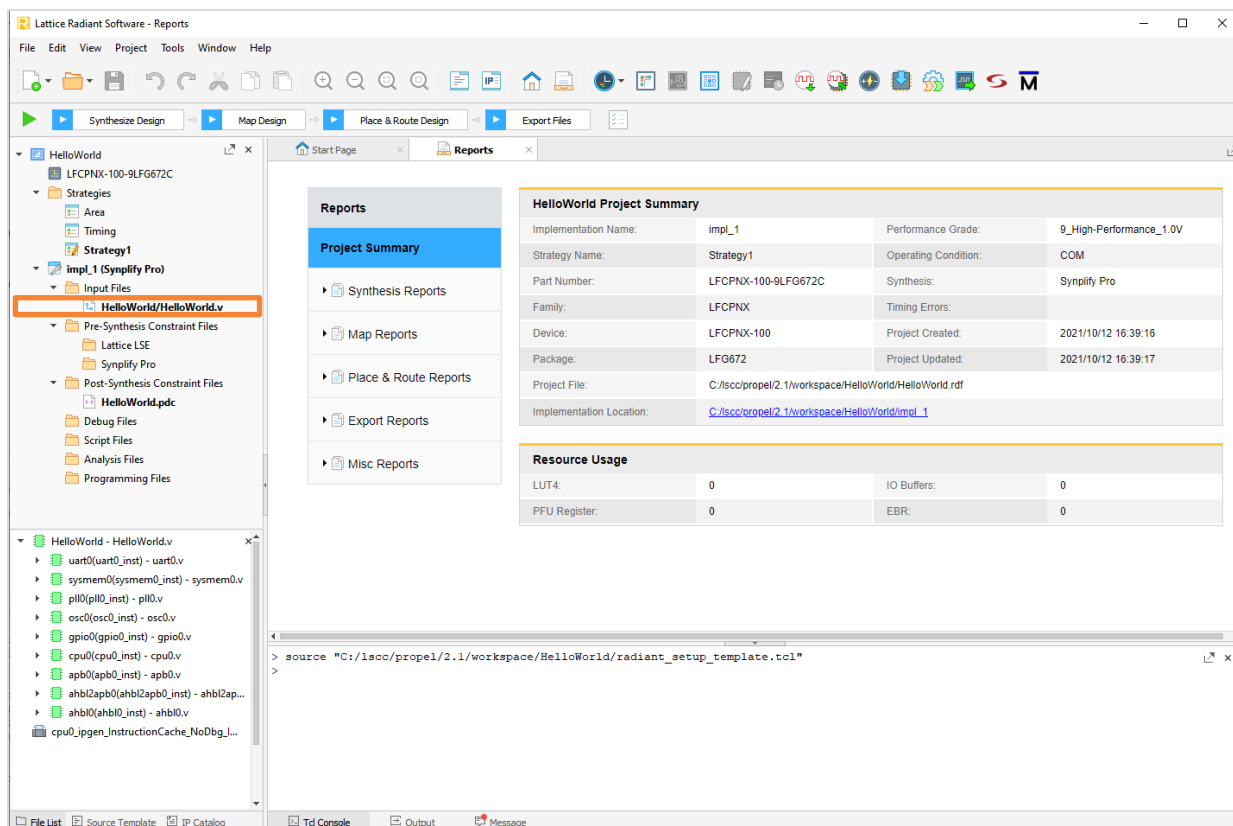 Lattice Radiant Software - Reports
File Edit View Project Tools Window Help
IP
Synthesize Design Map Design Place & Route Design Export Files
HelloWorld
LFCPNX-100-9LFG672C
Strategies
Area
Timing
Strategy1
impl_1 (Synplify Pro)
Input Files
HelloWorld/HelloWorld.v
Pre-Synthesis Constraint Files
Lattice LSE
Synplify Pro
Post-Synthesis Constraint Files
HelloWorld.pdc
Debug Files
Script Files
Analysis Files
Programming Files
HelloWorld - HelloWorld.v
uart0(uart0_inst) - uart0.v
sysmem0(sysmem0_inst) - sysmem0.v
pll0(pll0_inst) - pll0.v
osc0(osc0_inst) - osc0.v
gpio0(gpio0_inst) - gpio0.v
cpu0(cpu0_inst) - cpu0.v
apb0(apb0_inst) - apb0.v
ahbl2apb0(ahbl2apb0_inst) - ahbl2ap...
ahbl0(ahbl0_inst) - ahbl0.v
cpu0_ipgen_InstructionCache_NoDbg_I...
File List Source Template IP Catalog
Start Page Reports
Reports
Project Summary
Synthesis Reports
Map Reports
Place & Route Reports
Export Reports
Misc Reports
HelloWorld Project Summary
Implementation Name: impl_1 Performance Grade: 9_High-Performance_1.0V
Strategy Name: Strategy1 Operating Condition: COM
Part Number: LFCPNX-100-9LFG672C Synthesis: Synplify Pro
Family: LFCPNX Timing Errors:
Device: LFCPNX-100 Project Created: 2021/10/12 16:39:16
Package: LFG672 Project Updated: 2021/10/12 16:39:17
Project File: C:/lscc/propel/2.1/workspace/HelloWorld/HelloWorld.rdf
Implementation Location: C:/lscc/propel/2.1/workspace/HelloWorld/impl_1
Resource Usage
LUT4: 0 IO Buffers: 0
PFU Register: 0 EBR: 0
> source "C:/lscc/propel/2.1/workspace/HelloWorld/radiant_setup_template.tcl"
>
Tcl Console Output Message